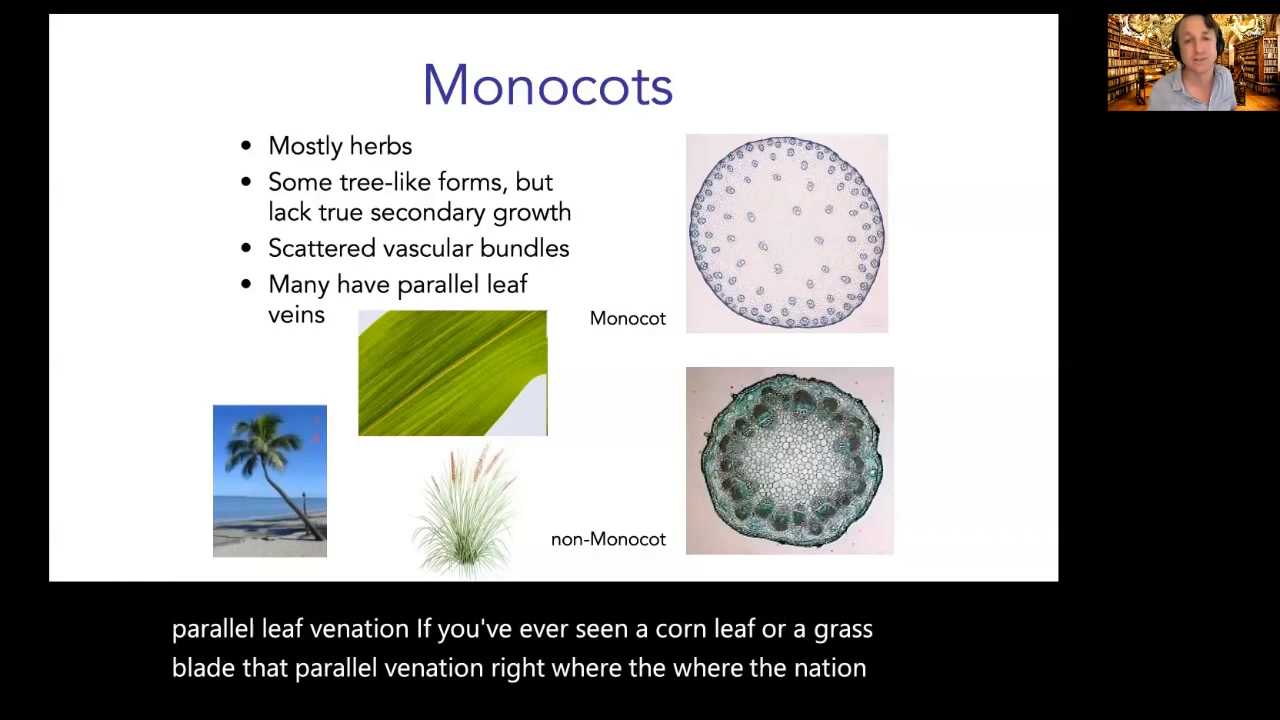 Monocots
• Mostly herbs
• Some tree-like forms, but
lack true secondary growth
• Scattered vascular bundles
• Many have parallel leaf
veins
Monocot
non-Monocot
parallel leaf venation If you've ever seen a corn leaf or a grass
blade that parallel venation right where the where the nation